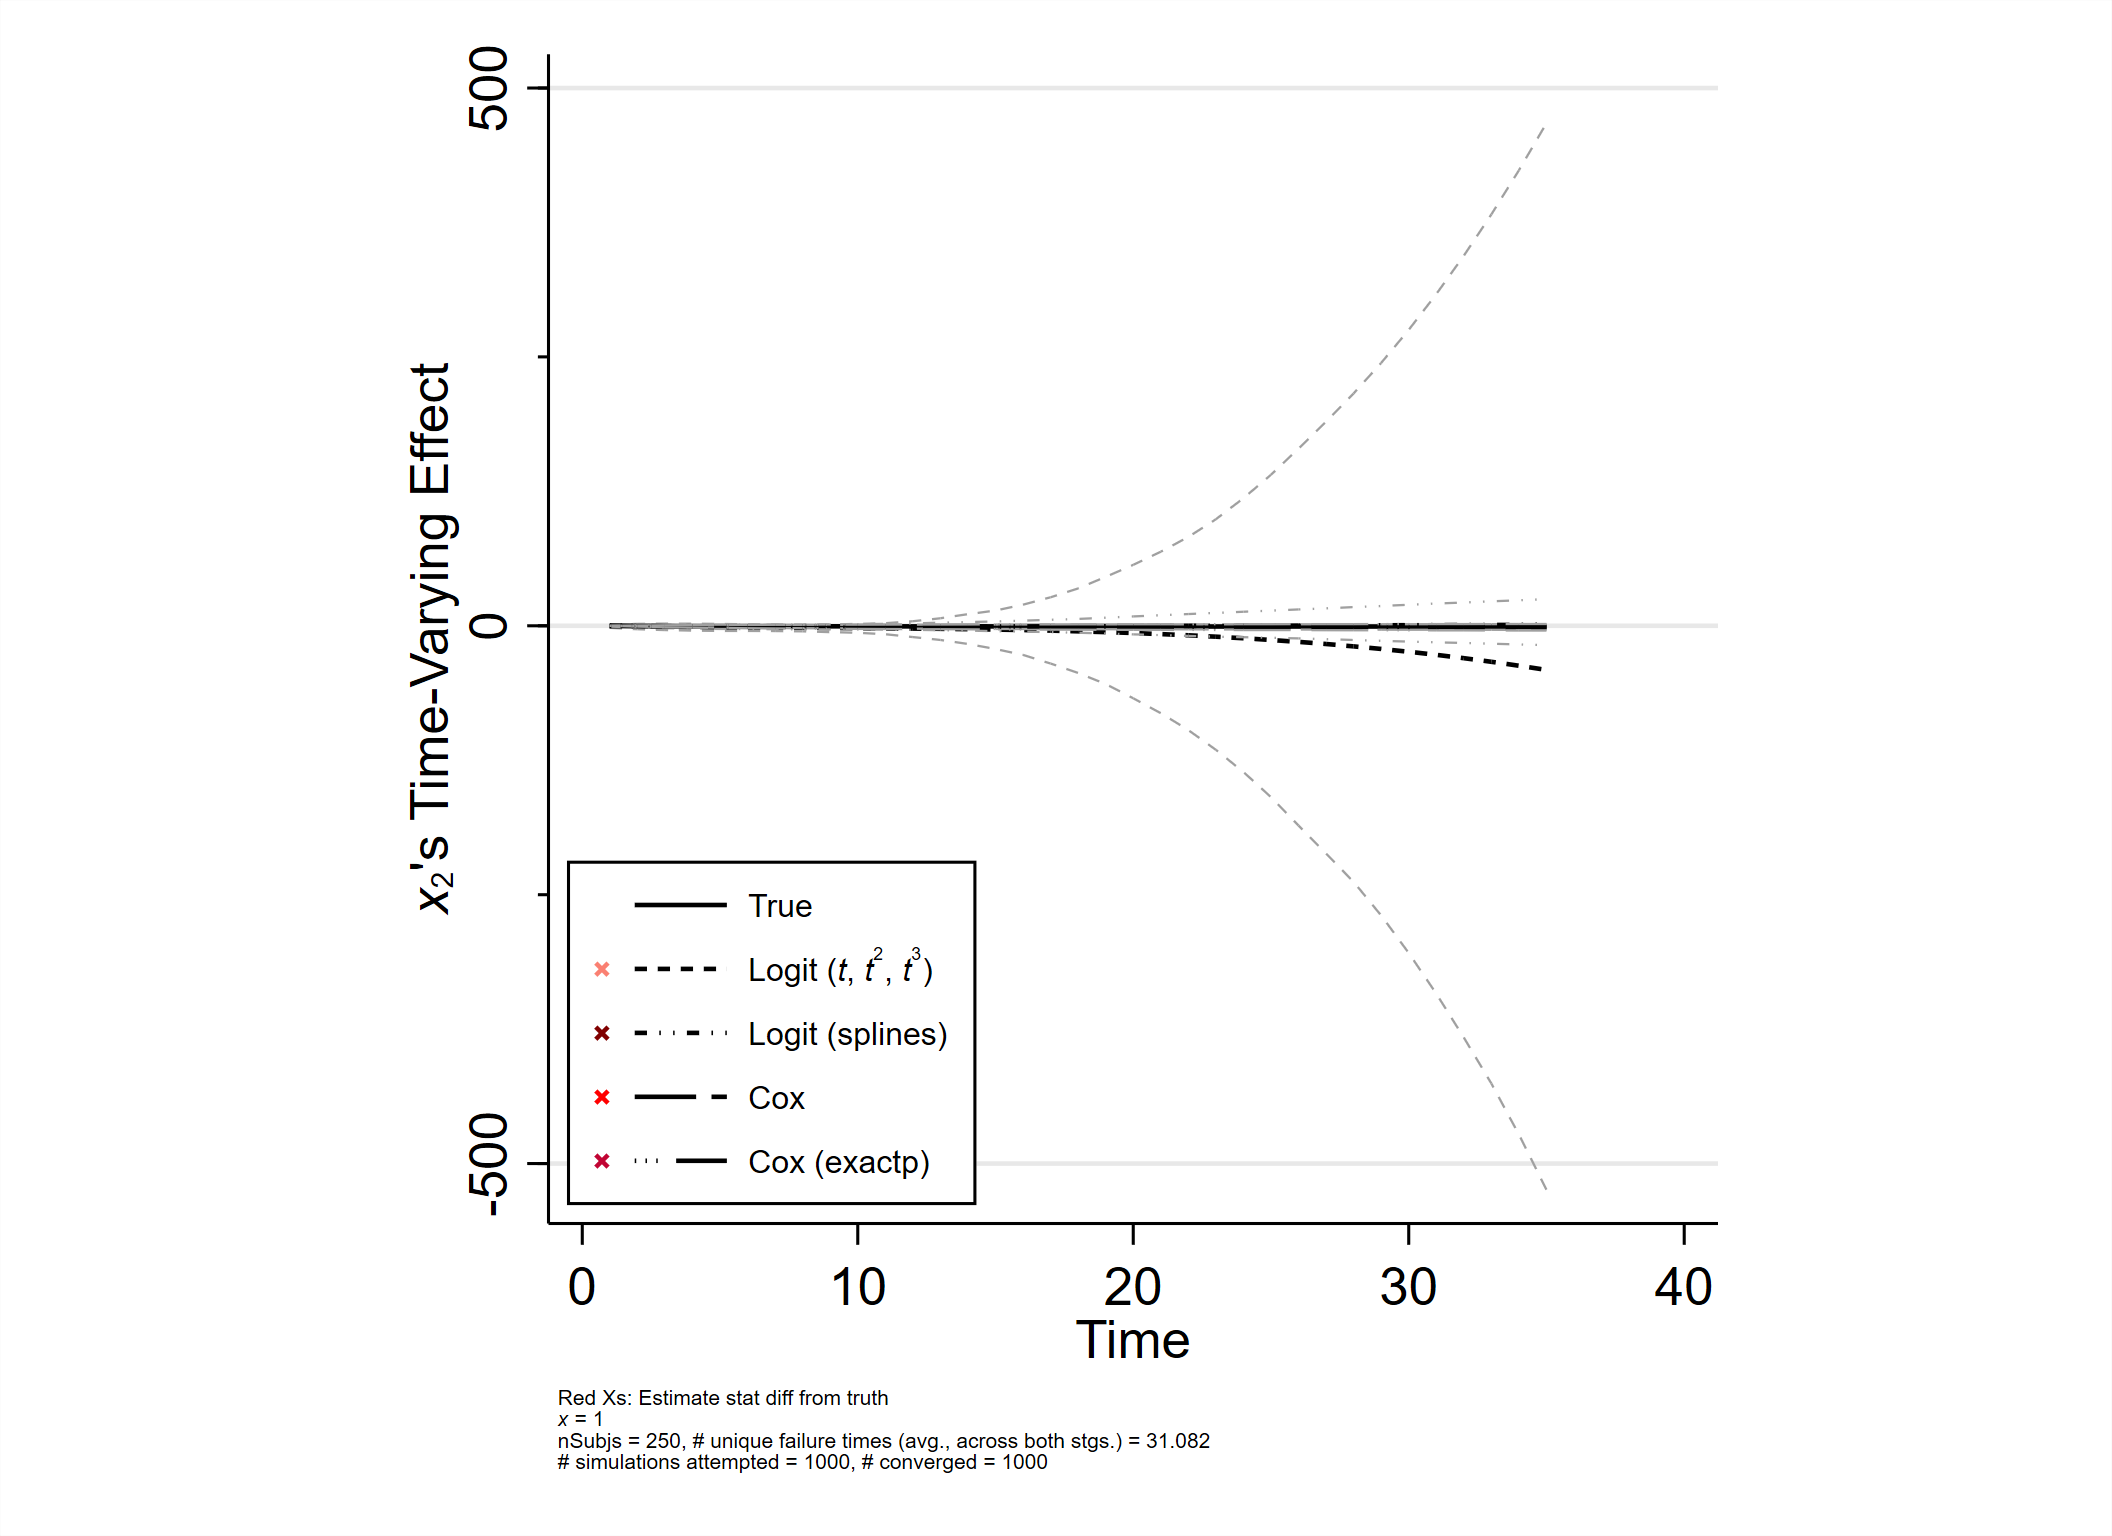 500
0
-500
x₂'s Time-Varying Effect
True
Logit (t, t², t³)
Logit (splines)
Cox
Cox (exactp)
0 10 20 30 40
Time
Red Xs: Estimate stat diff from truth
x = 1
nSubjs = 250, # unique failure times (avg., across both stgs.) = 31.082
# simulations attempted = 1000, # converged = 1000